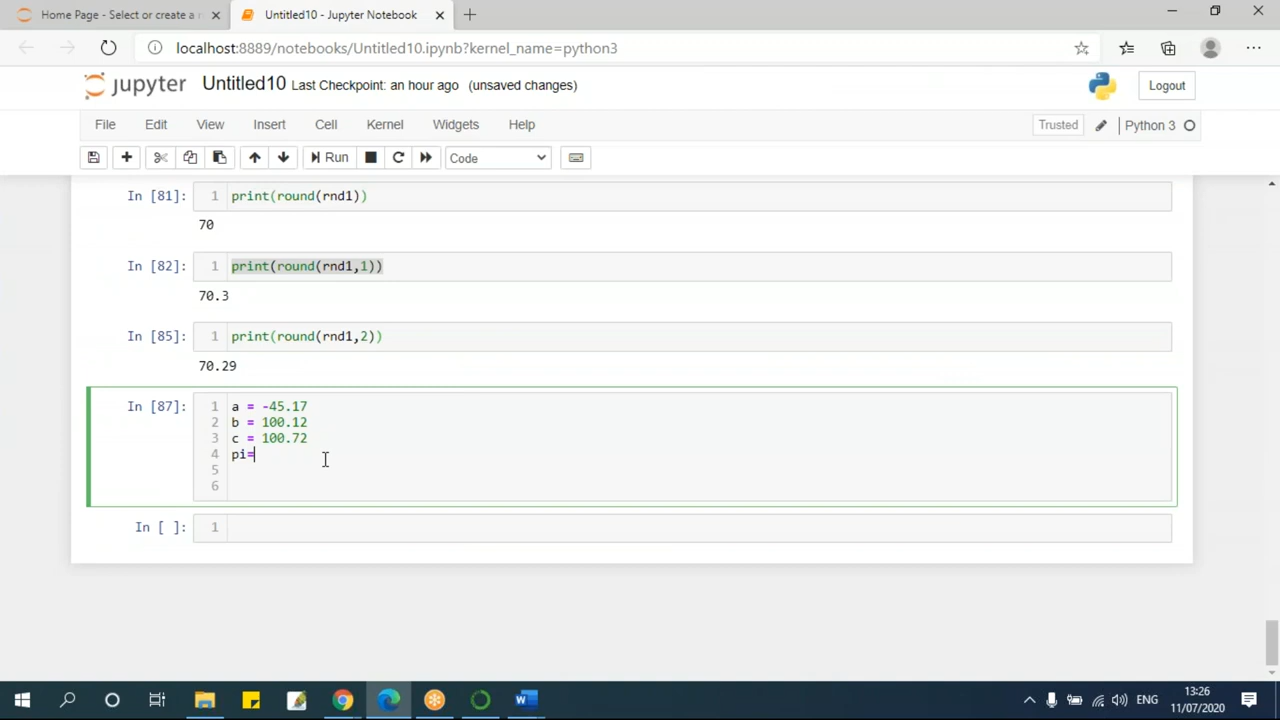 Home Page - Select or create a n
Untitled10 - Jupyter Notebook
localhost:8889/notebooks/Untitled10.ipynb?kernel_name=python3
jupyter Untitled10 Last Checkpoint: an hour ago (unsaved changes)
Logout
File Edit View Insert Cell Kernel Widgets Help
Trusted Python 3
Run Code
In [81]: 1 print(round(rnd1))
70
In [82]: 1 print(round(rnd1,1))
70.3
In [85]: 1 print(round(rnd1,2))
70.29
In [87]: 1 a = -45.17
2 b = 100.12
3 c = 100.72
4 pi=
5
6
In [ ]: 1
ENG
13:26
11/07/2020